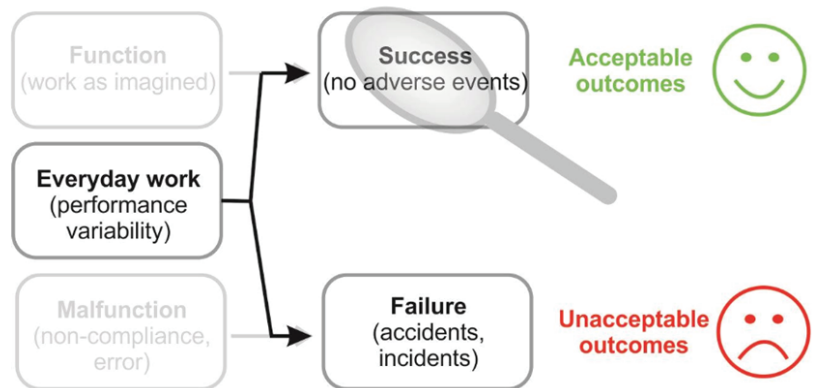 Function
(work as imagined)
Success
(no adverse events)
Acceptable
outcomes
Everyday work
(performance
variability)
Malfunction
(non-compliance,
error)
Failure
(accidents,
incidents)
Unacceptable
outcomes